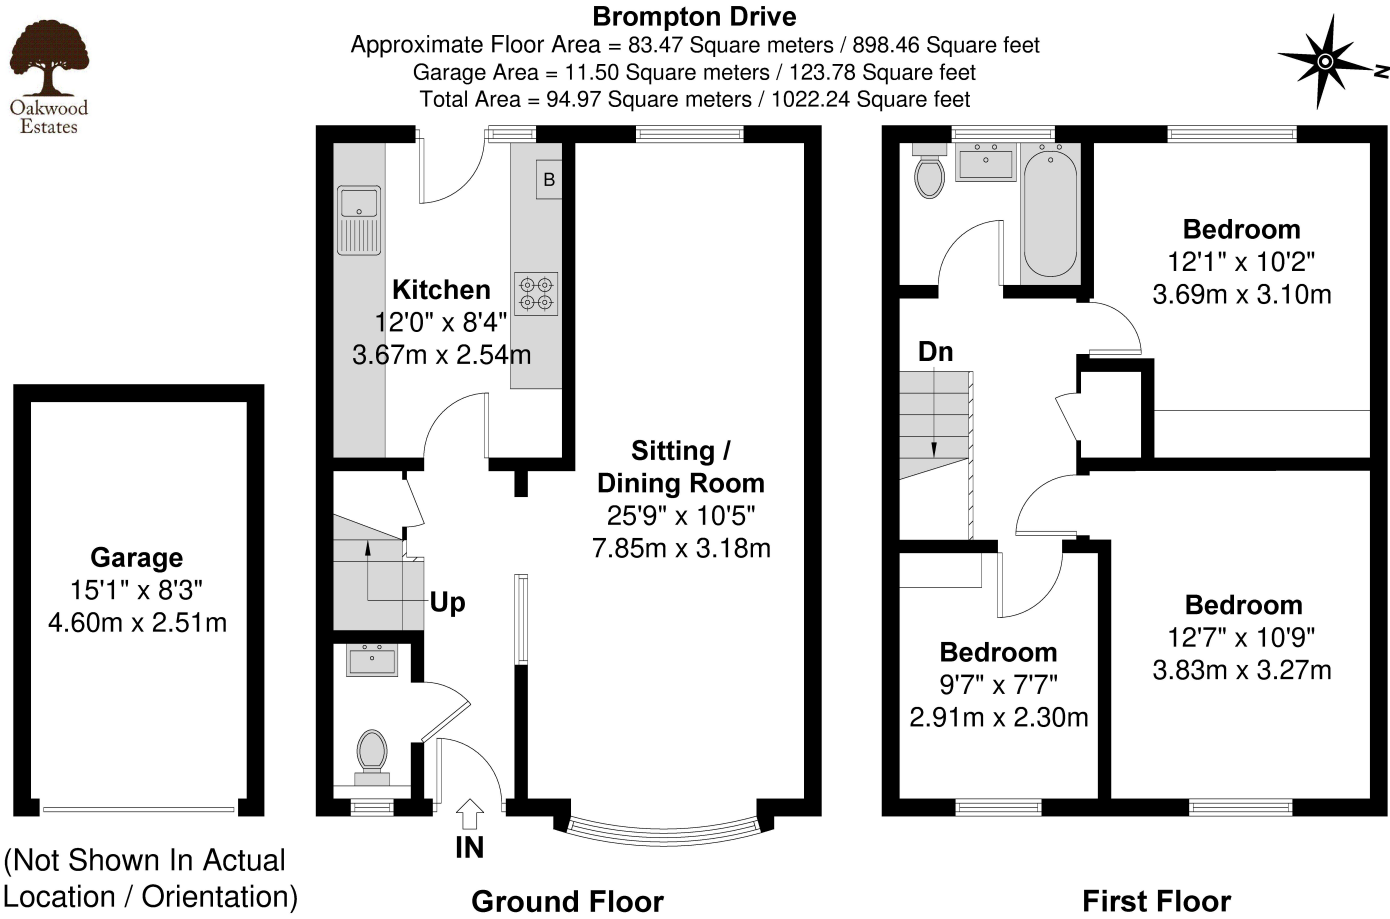 Brompton Drive
Approximate Floor Area = 83.47 Square meters / 898.46 Square feet
Garage Area = 11.50 Square meters / 123.78 Square feet
Total Area = 94.97 Square meters / 1022.24 Square feet
Oakwood
Estates
N
B
Kitchen
12'0" x 8'4"
3.67m x 2.54m
Sitting /
Dining Room
25'9" x 10'5"
7.85m x 3.18m
Up
IN
Garage
15'1" x 8'3"
4.60m x 2.51m
(Not Shown In Actual
Location / Orientation)
Ground Floor
Bedroom
12'1" x 10'2"
3.69m x 3.10m
Dn
Bedroom
12'7" x 10'9"
3.83m x 3.27m
Bedroom
9'7" x 7'7"
2.91m x 2.30m
First Floor